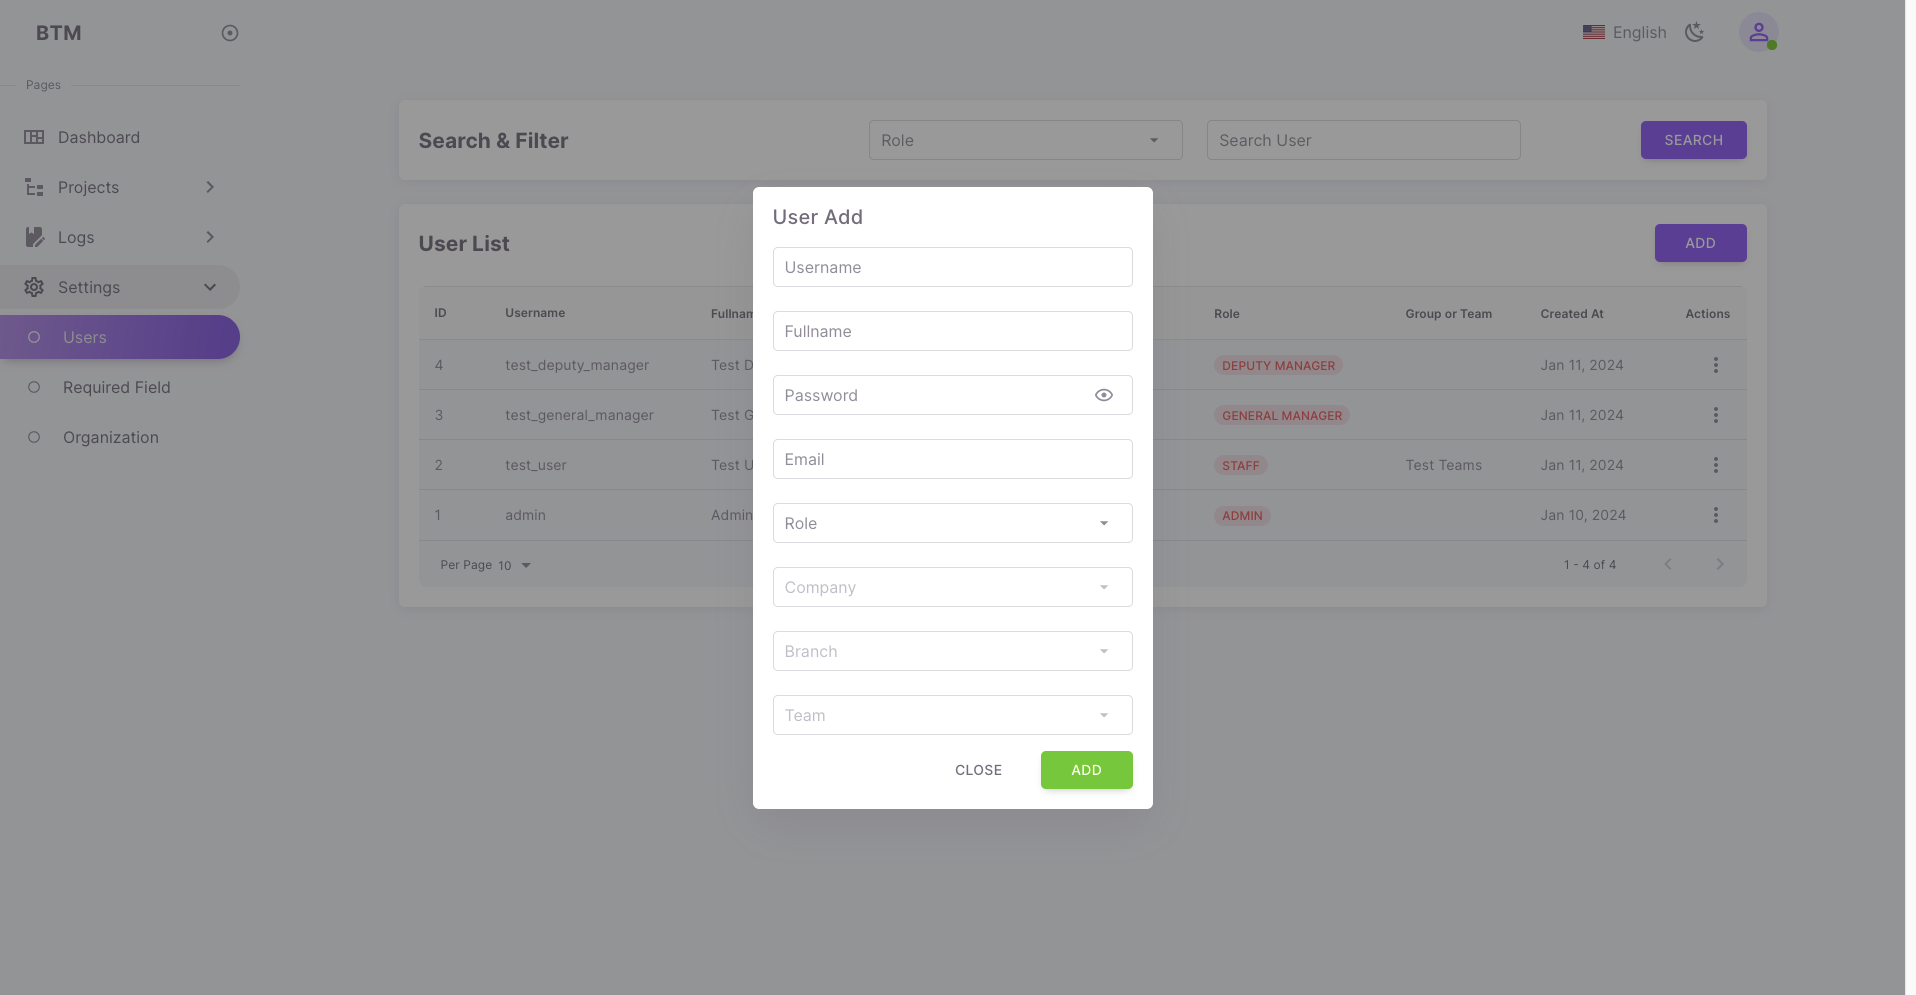 BTM
English
Pages
Dashboard
Projects
Logs
Settings
Users
Required Field
Organization
Search & Filter
Role
Search User
SEARCH
User List
ADD
ID Username Fullnam Role Group or Team Created At Actions
4 test_deputy_manager Test D DEPUTY MANAGER Jan 11, 2024
3 test_general_manager Test G GENERAL MANAGER Jan 11, 2024
2 test_user Test U STAFF Test Teams Jan 11, 2024
1 admin Admin ADMIN Jan 10, 2024
Per Page 10 1 - 4 of 4
User Add
Username
Fullname
Password
Email
Role
Company
Branch
Team
CLOSE ADD